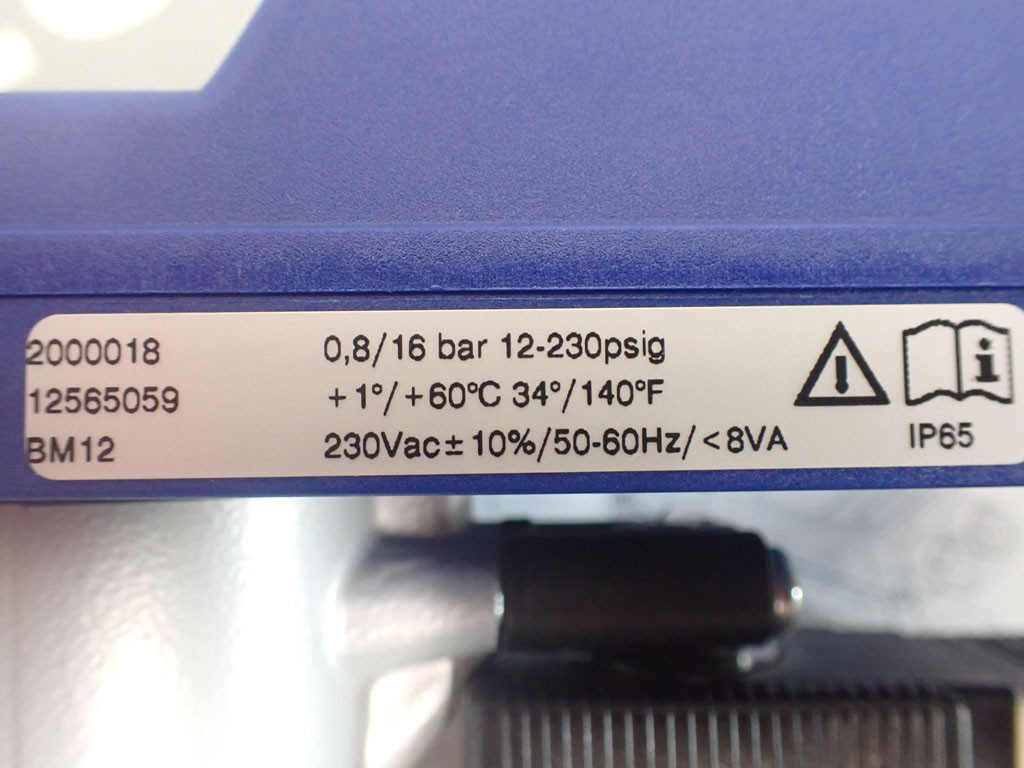 2000018
12565059
BM12
0,8/16 bar 12-230psig
+1°/+60°C 34°/140°F
230Vac±10%/50-60Hz/<8VA
IP65